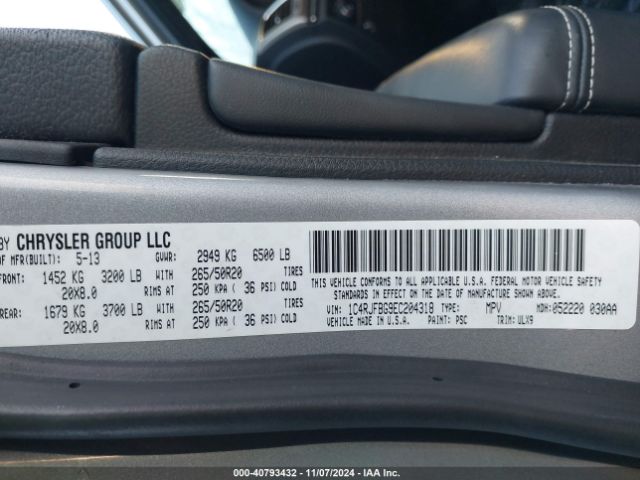 BY CHRYSLER GROUP LLC
OF MFR(BUILT): 5-13 GVWR: 2949 KG 6500 LB
FRONT: 1452 KG 3200 LB WITH 265/50R20 TIRES
20X8.0 RIMS AT 250 KPA ( 36 PSI) COLD
REAR: 1679 KG 3700 LB WITH 265/50R20 TIRES
20X8.0 RIMS AT 250 KPA ( 36 PSI) COLD
THIS VEHICLE CONFORMS TO ALL APPLICABLE U.S.A. FEDERAL MOTOR VEHICLE SAFETY
STANDARDS IN EFFECT ON THE DATE OF MANUFACTURE SHOWN ABOVE.
VIN: 1C4RJFBG9EC204318 TYPE: MPV MDH: 052220 030AA
VEHICLE MADE IN U.S.A. PAINT: PSC TRIM: ULX9
000-40793432 - 11/07/2024 - IAA Inc.